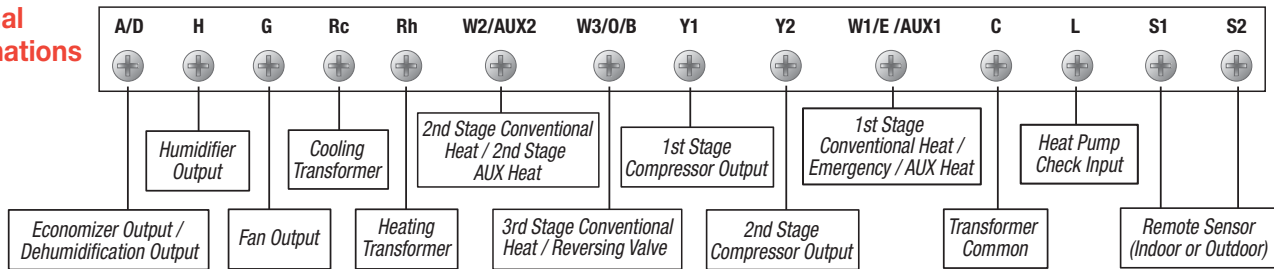 al
nations
A/D H G Rc Rh W2/AUX2 W3/O/B Y1 Y2 W1/E /AUX1 C L S1 S2
Humidifier
Output
Cooling
Transformer
2nd Stage Conventional
Heat / 2nd Stage
AUX Heat
1st Stage
Compressor Output
1st Stage
Conventional Heat /
Emergency / AUX Heat
Heat Pump
Check Input
Economizer Output /
Dehumidification Output
Fan Output
Heating
Transformer
3rd Stage Conventional
Heat / Reversing Valve
2nd Stage
Compressor Output
Transformer
Common
Remote Sensor
(Indoor or Outdoor)